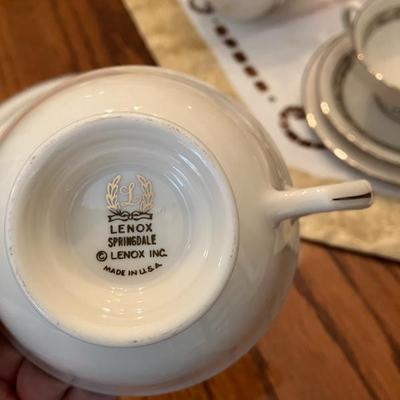 L
LENOX
SPRINGDALE
© LENOX INC.
MADE IN U.S.A.